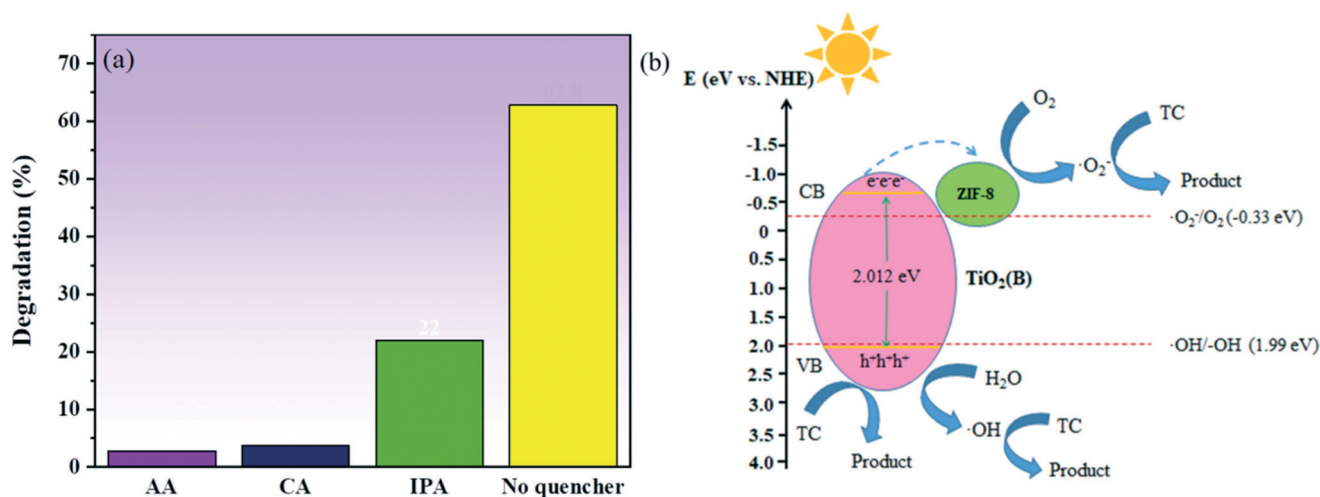 (a)
70
60
50
40
30
20
10
0
Degradation (%)
62.8
22
AA CA IPA No quencher
(b)
E (eV vs. NHE)
-1.5
-1.0
-0.5
0
0.5
1.0
1.5
2.0
2.5
3.0
3.5
4.0
CB
e⁻e⁻e⁻
ZIF-8
O₂
·O₂⁻
TC
Product
·O₂⁻/O₂ (-0.33 eV)
2.012 eV
TiO₂(B)
·OH/-OH (1.99 eV)
VB
h⁺h⁺h⁺
H₂O
TC
·OH
TC
Product
Product